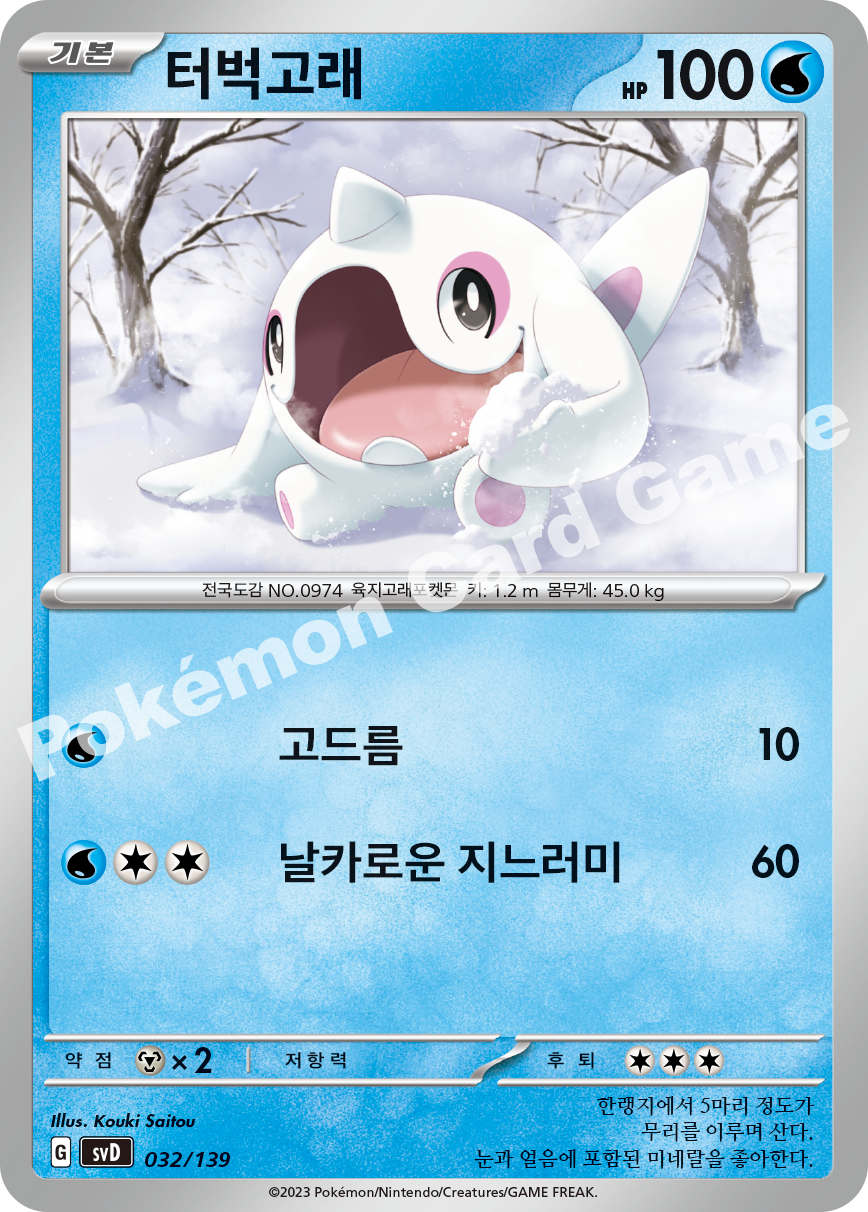 기본 터벅고래 HP 100
전국도감 NO.0974 육지고래포켓몬 키: 1.2 m 몸무게: 45.0 kg
Pokémon Card Game
고드름 10
날카로운 지느러미 60
약점 ×2 저항력 후퇴
Illus. Kouki Saitou
G svD 032/139
한랭지에서 5마리 정도가
무리를 이루며 산다.
눈과 얼음에 포함된 미네랄을 좋아한다.
©2023 Pokémon/Nintendo/Creatures/GAME FREAK.